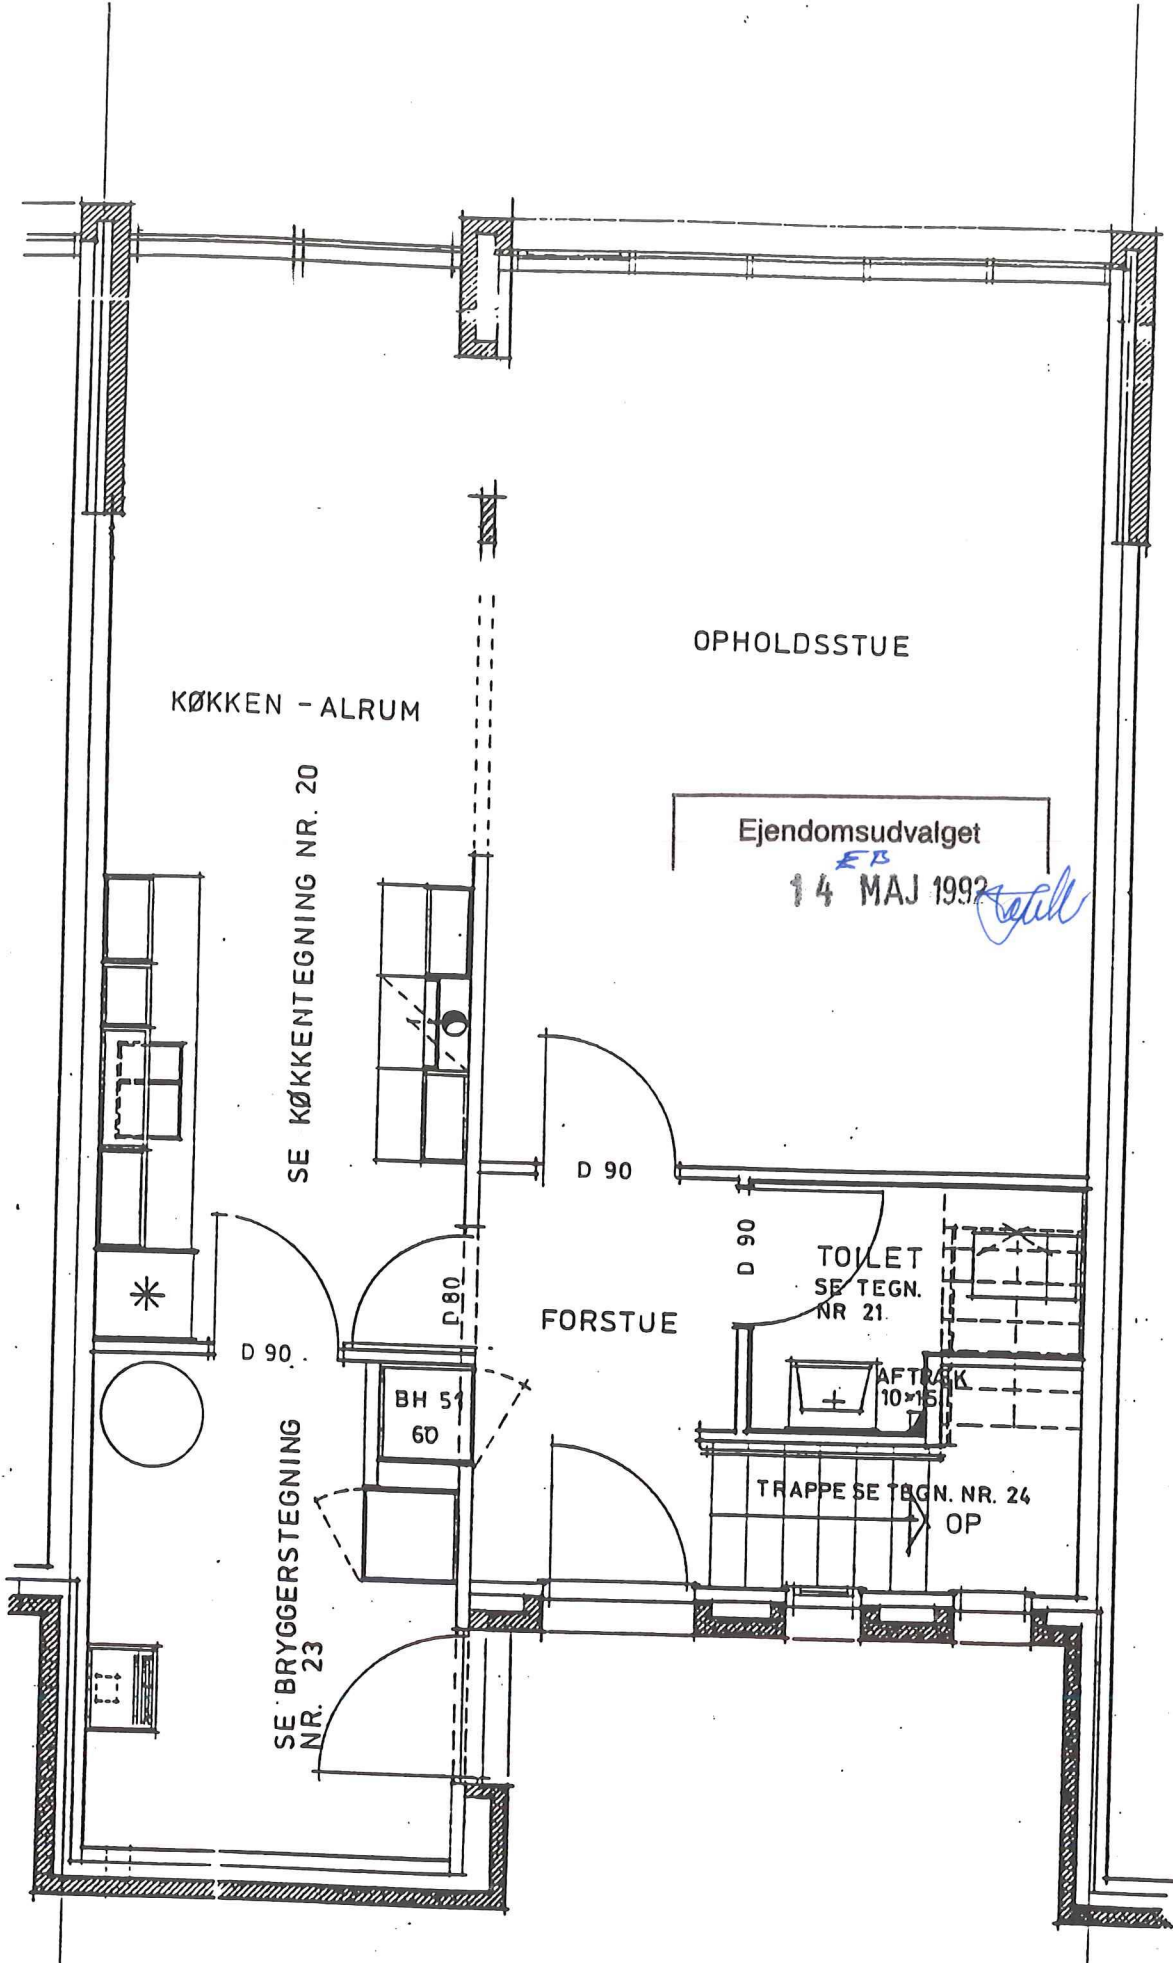 OPHOLDSSTUE
KØKKEN - ALRUM
SE KØKKENTEGNING NR. 20
Ejendomsudvalget
EB
14 MAJ 1992
D 90
D 90
TOILET
SE TEGN.
NR 21.
D 80
FORSTUE
D 90
AFTRÆK
10×15
BH 51
60
SE BRYGGERSTEGNING
NR. 23
TRAPPE SE TEGN. NR. 24
OP